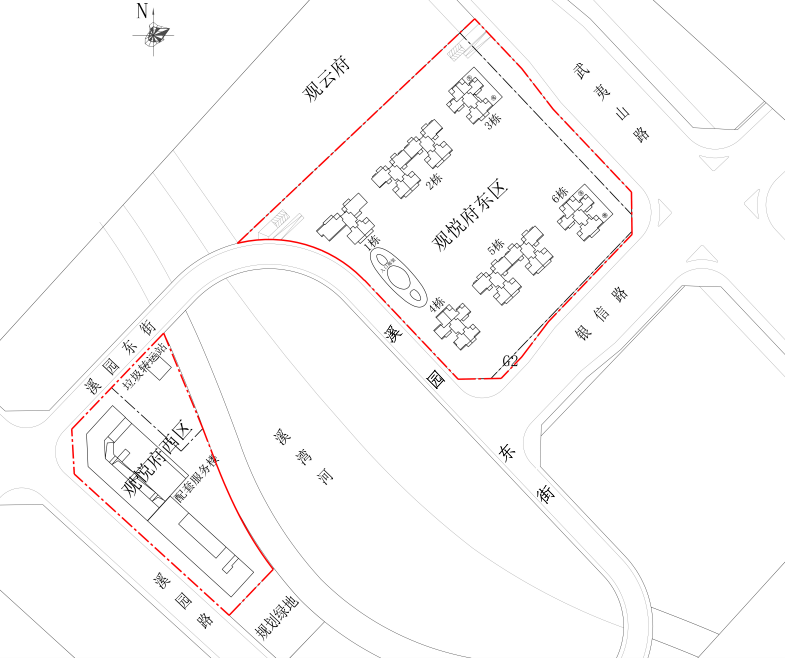 N
观云府
武夷山路
3栋
2栋
6栋
观悦府东区
1栋
5栋
4栋
银信路
G2
溪园东街
溪园东街
垃圾转运站
观悦府西区
配套服务楼
溪湾河
溪园路
规划绿地